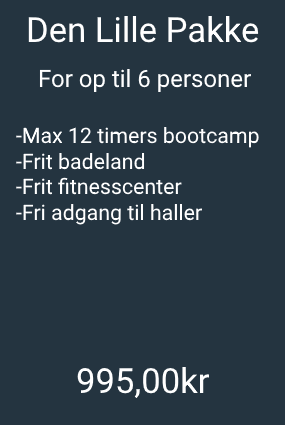 Den Lille Pakke
For op til 6 personer
-Max 12 timers bootcamp
-Frit badeland
-Frit fitnesscenter
-Fri adgang til haller
995,00kr